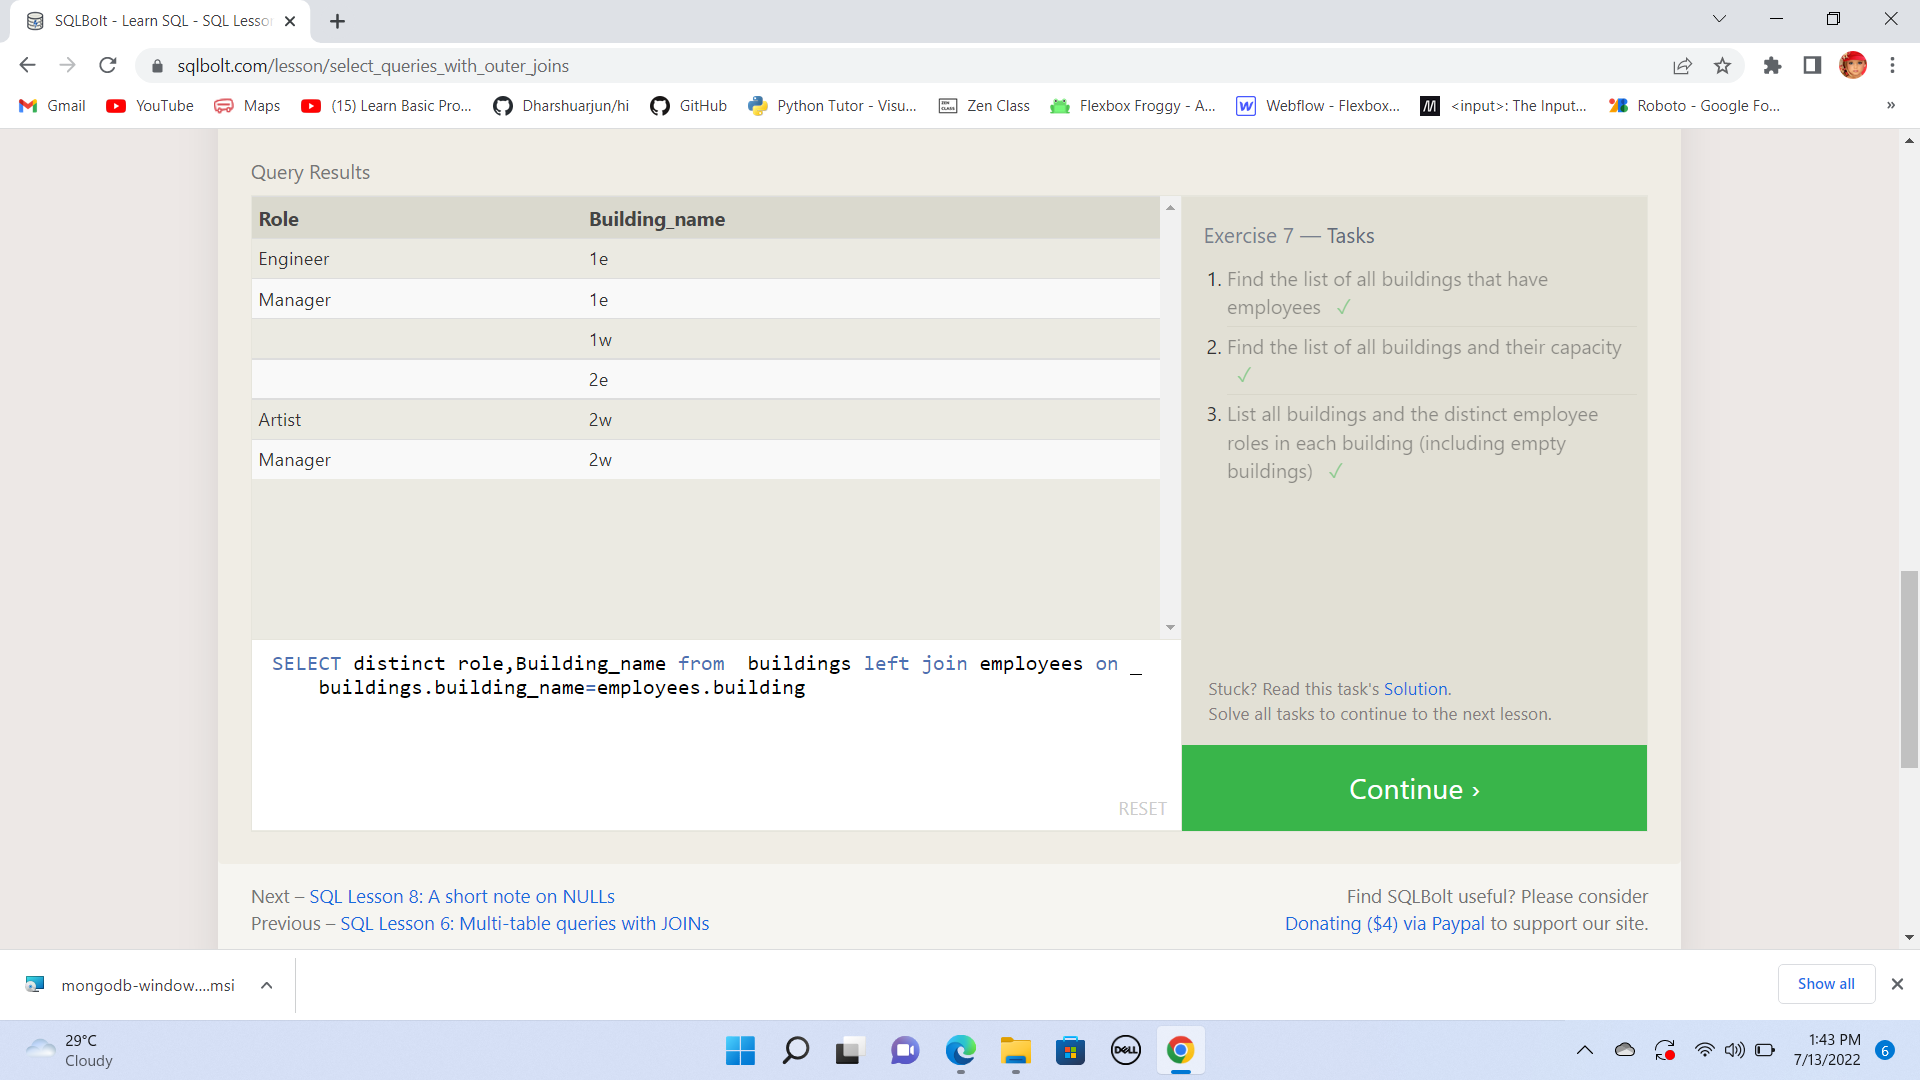 SQLBolt - Learn SQL - SQL Lesso
sqlbolt.com/lesson/select_queries_with_outer_joins
Gmail YouTube Maps (15) Learn Basic Pro... Dharshuarjun/hi GitHub Python Tutor - Visu... ZEN CLASS Zen Class Flexbox Froggy - A... W Webflow - Flexbox... M <input>: The Input... Roboto - Google Fo... »
Query Results
Role Building_name
Engineer 1e
Manager 1e
1w
2e
Artist 2w
Manager 2w
Exercise 7 — Tasks
1. Find the list of all buildings that have
employees ✓
2. Find the list of all buildings and their capacity
✓
3. List all buildings and the distinct employee
roles in each building (including empty
buildings) ✓
SELECT distinct role,Building_name from  buildings left join employees on _
buildings.building_name=employees.building
RESET
Stuck? Read this task's Solution.
Solve all tasks to continue to the next lesson.
Continue ›
Next – SQL Lesson 8: A short note on NULLs
Previous – SQL Lesson 6: Multi-table queries with JOINs
Find SQLBolt useful? Please consider
Donating ($4) via Paypal to support our site.
mongodb-window....msi
Show all
29°C
Cloudy
DELL
1:43 PM
7/13/2022
6